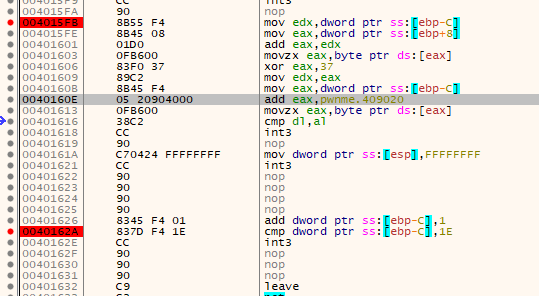 004015F9 CC int3
004015FA 90 nop
004015FB 8B55 F4 mov edx,dword ptr ss:[ebp-C]
004015FE 8B45 08 mov eax,dword ptr ss:[ebp+8]
00401601 01D0 add eax,edx
00401603 0FB600 movzx eax,byte ptr ds:[eax]
00401606 83F0 37 xor eax,37
00401609 89C2 mov edx,eax
0040160B 8B45 F4 mov eax,dword ptr ss:[ebp-C]
0040160E 05 20904000 add eax,pwnme.409020
00401613 0FB600 movzx eax,byte ptr ds:[eax]
00401616 38C2 cmp dl,al
00401618 CC int3
00401619 90 nop
0040161A C70424 FFFFFFFF mov dword ptr ss:[esp],FFFFFFFF
00401621 CC int3
00401622 90 nop
00401623 90 nop
00401624 90 nop
00401625 90 nop
00401626 8345 F4 01 add dword ptr ss:[ebp-C],1
0040162A 837D F4 1E cmp dword ptr ss:[ebp-C],1E
0040162E CC int3
0040162F 90 nop
00401630 90 nop
00401631 90 nop
00401632 C9 leave